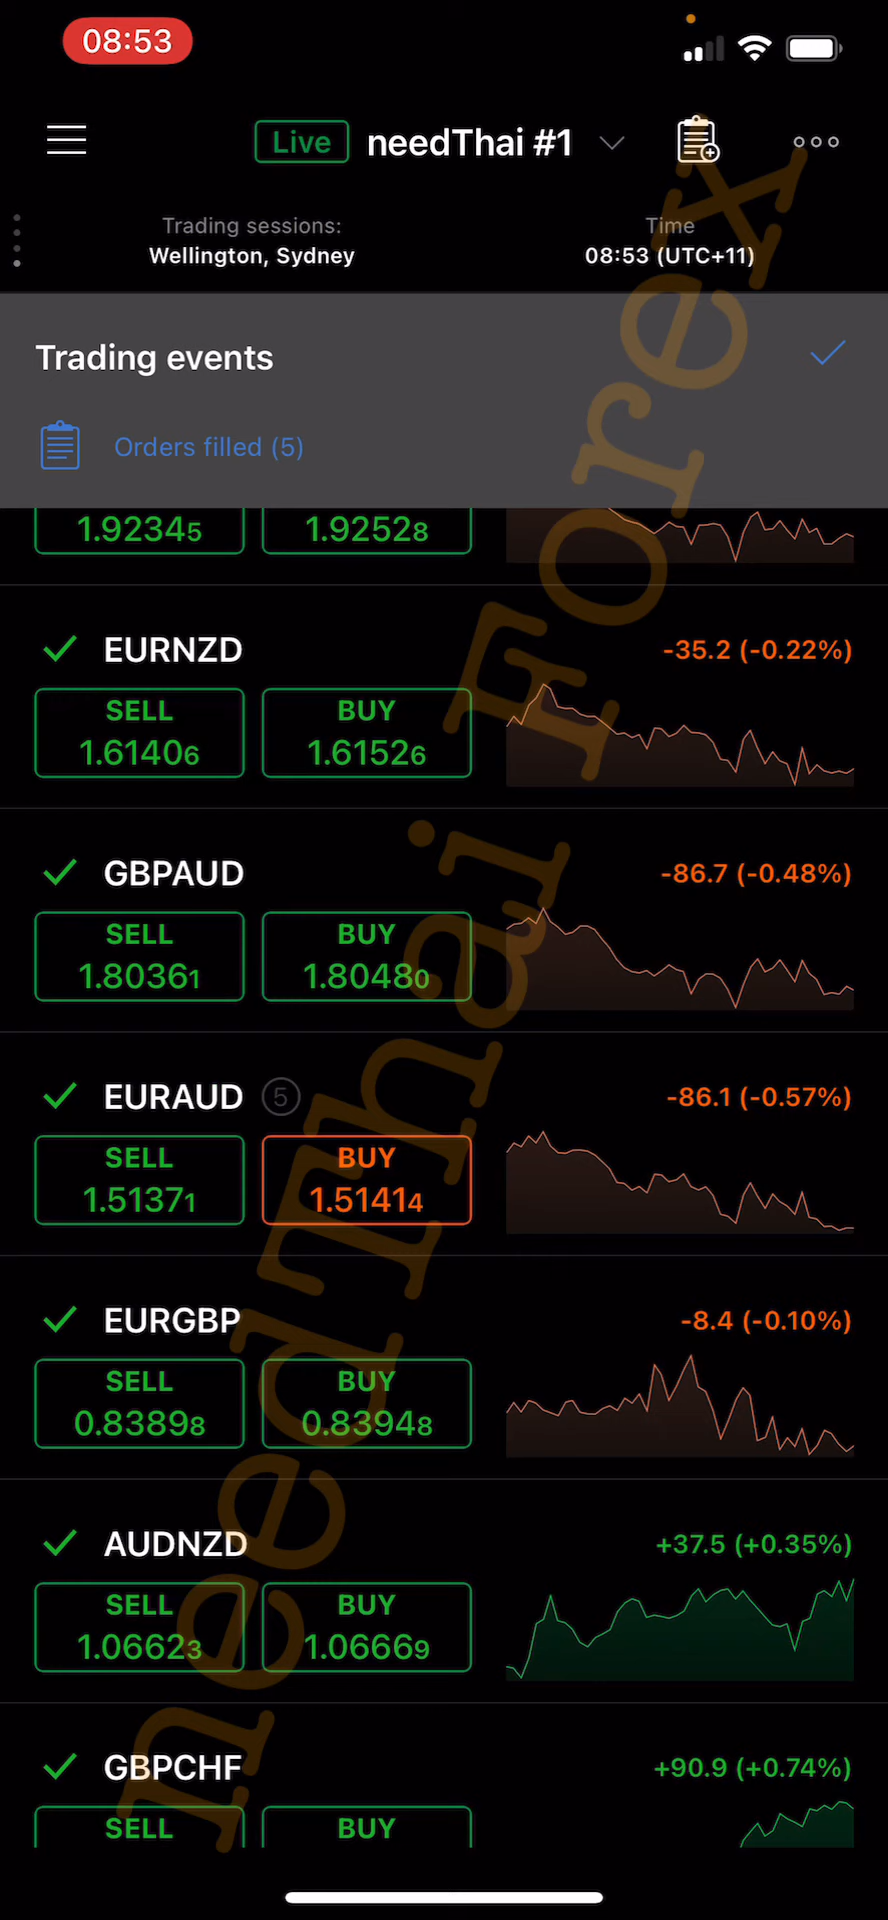 08:53
Live needThai #1
Trading sessions:
Wellington, Sydney
Time
08:53 (UTC+11)
Trading events
Orders filled (5)
1.92345 1.92528
EURNZD -35.2 (-0.22%)
SELL BUY
1.61406 1.61526
GBPAUD -86.7 (-0.48%)
SELL BUY
1.80361 1.80480
EURAUD 5 -86.1 (-0.57%)
SELL BUY
1.51371 1.51414
EURGBP -8.4 (-0.10%)
SELL BUY
0.83898 0.83948
AUDNZD +37.5 (+0.35%)
SELL BUY
1.06623 1.06669
GBPCHF +90.9 (+0.74%)
SELL BUY
needThai Forex